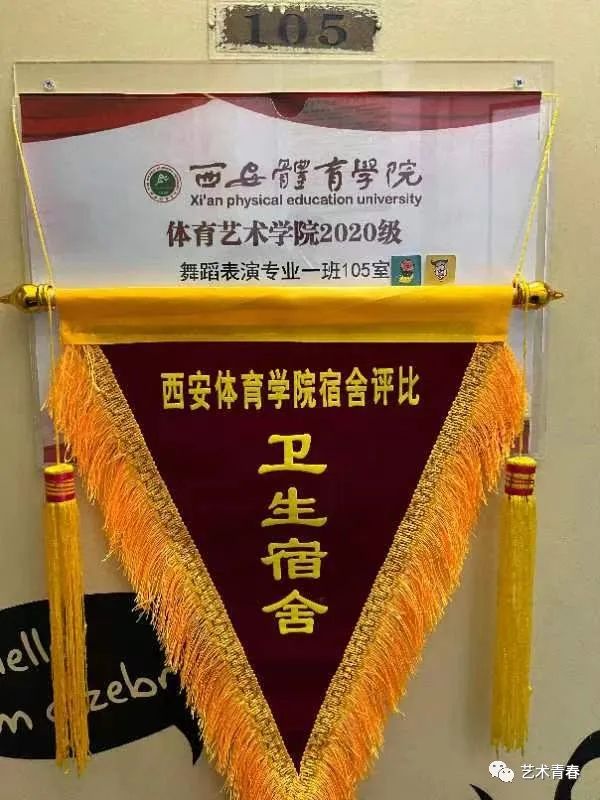 105
西安體育學院
Xi'an physical education university
体育艺术学院2020级
舞蹈表演专业一班105室
西安体育学院宿舍评比
卫生宿舍
艺术青春